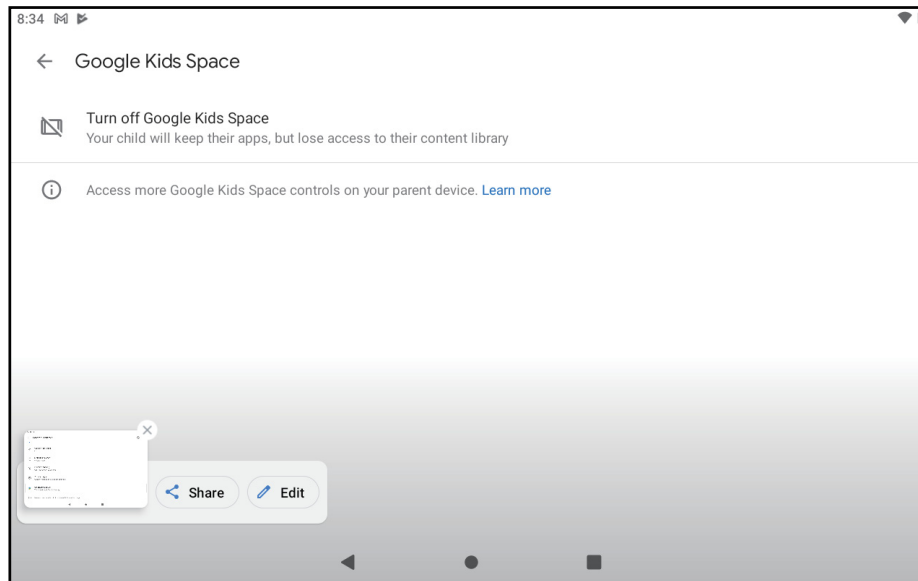 8:34
Google Kids Space
Turn off Google Kids Space
Your child will keep their apps, but lose access to their content library
Access more Google Kids Space controls on your parent device. Learn more
Share
Edit